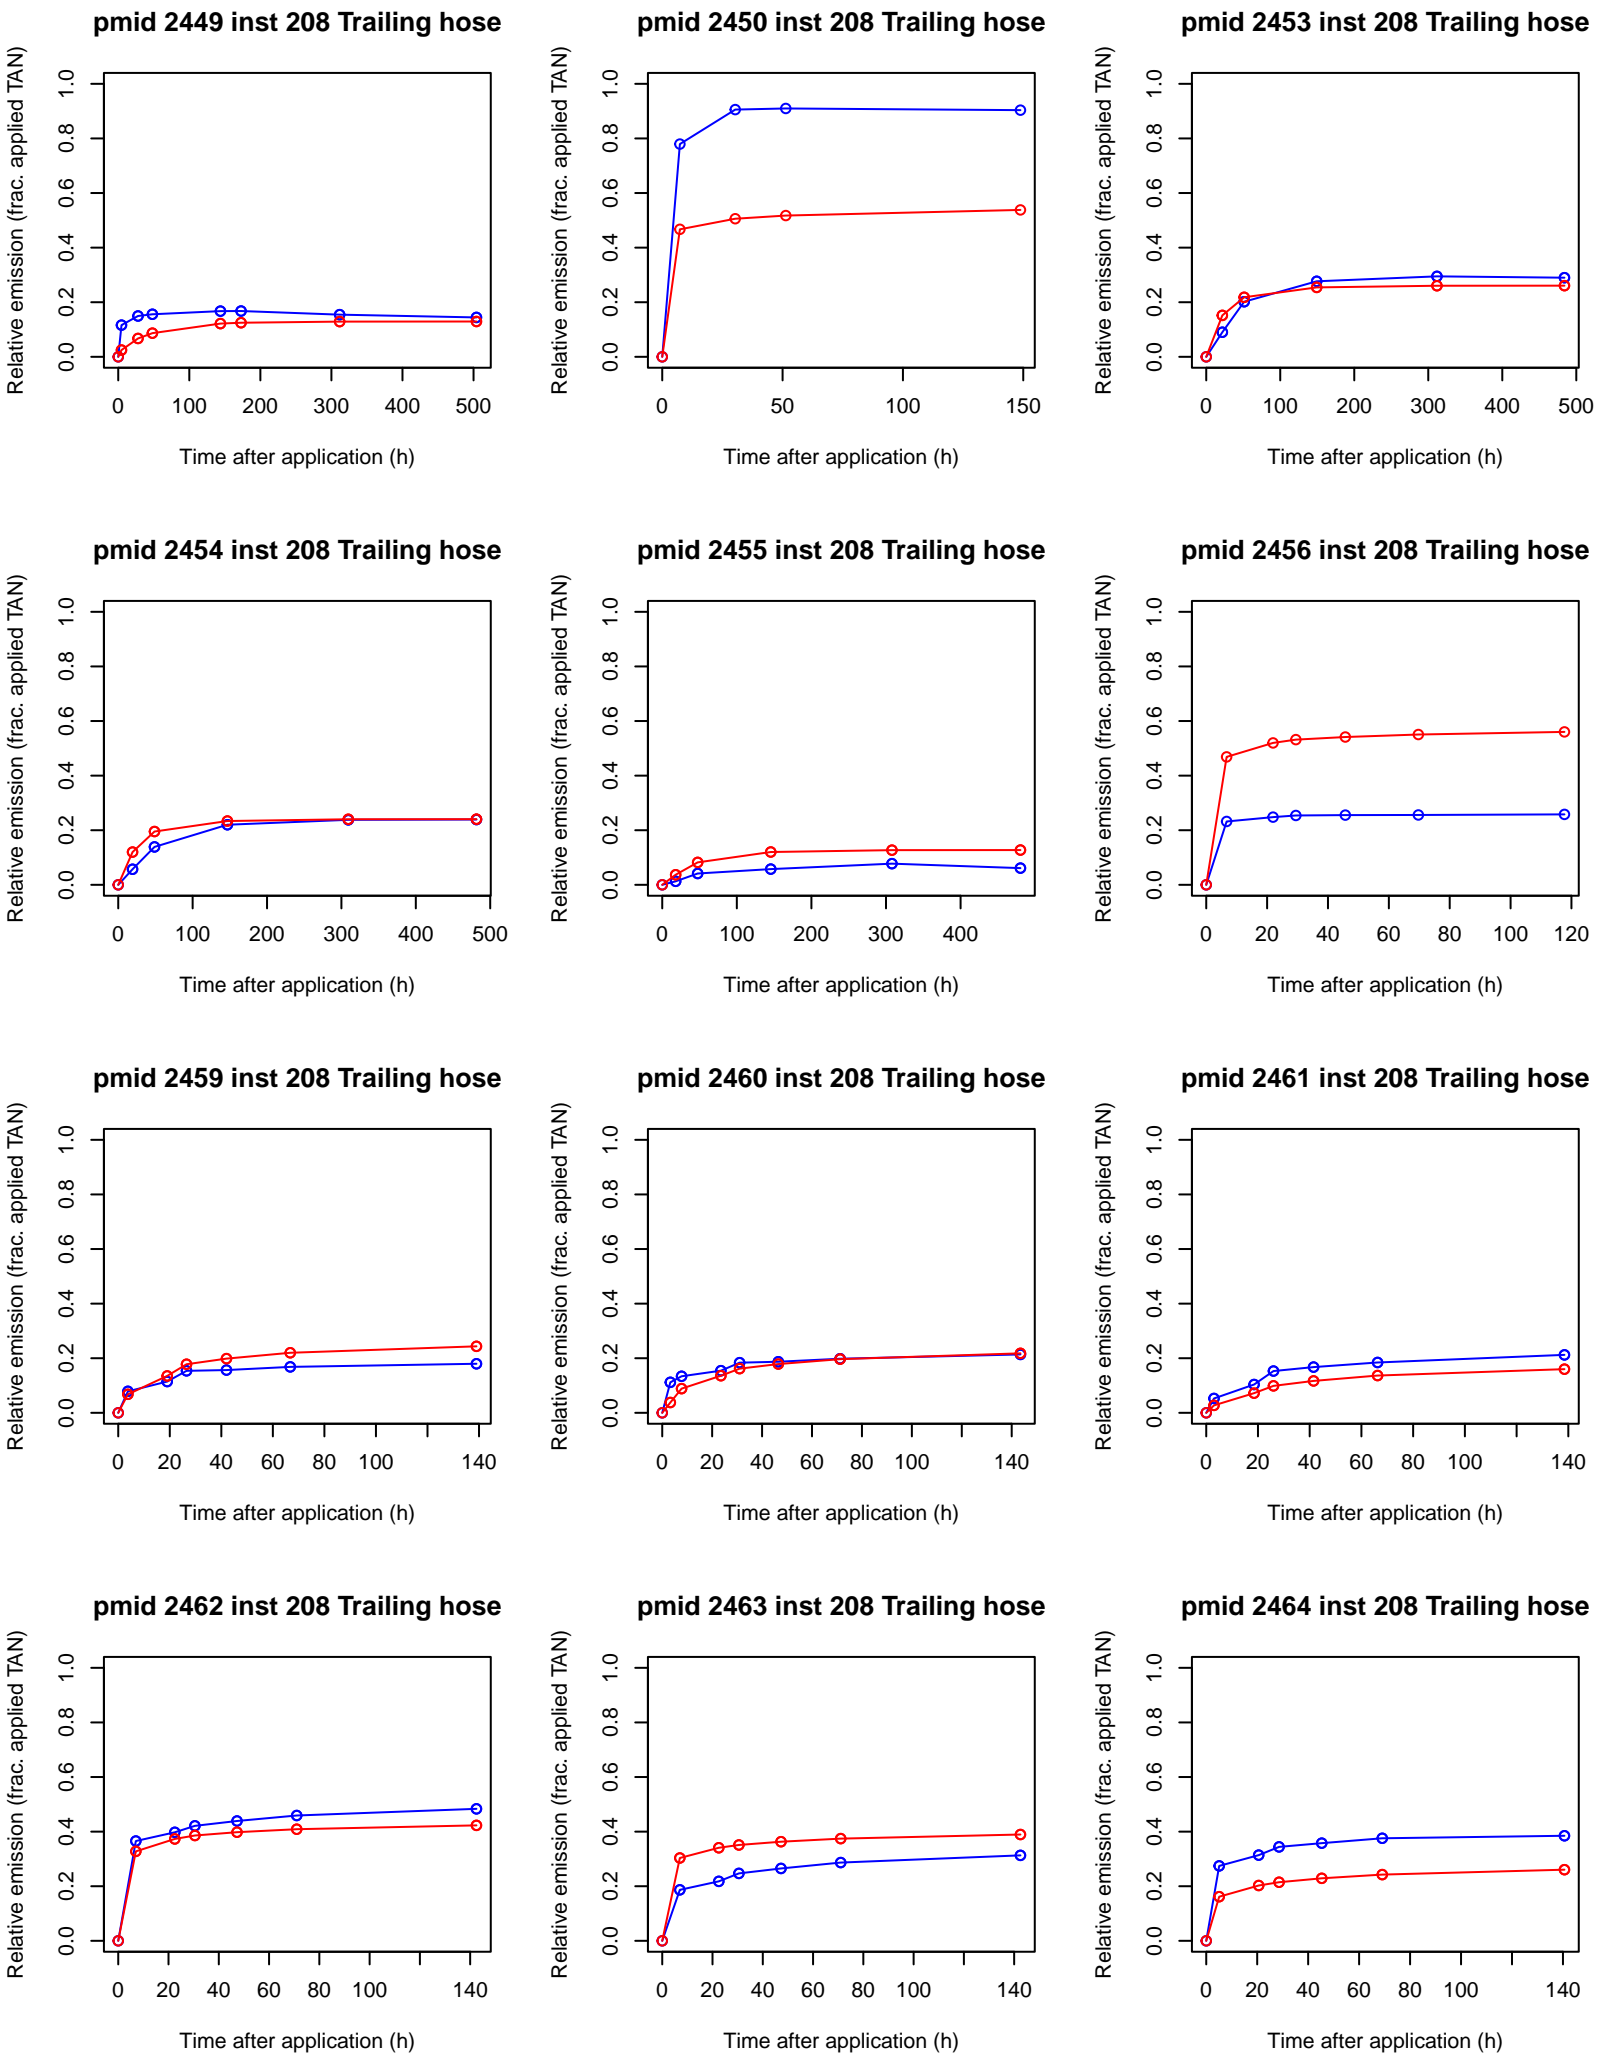 pmid 2449 inst 208 Trailing hose
Relative emission (frac. applied TAN)
0.0 0.2 0.4 0.6 0.8 1.0
0 100 200 300 400 500
Time after application (h)
pmid 2450 inst 208 Trailing hose
Relative emission (frac. applied TAN)
0.0 0.2 0.4 0.6 0.8 1.0
0 50 100 150
Time after application (h)
pmid 2453 inst 208 Trailing hose
Relative emission (frac. applied TAN)
0.0 0.2 0.4 0.6 0.8 1.0
0 100 200 300 400 500
Time after application (h)
pmid 2454 inst 208 Trailing hose
Relative emission (frac. applied TAN)
0.0 0.2 0.4 0.6 0.8 1.0
0 100 200 300 400 500
Time after application (h)
pmid 2455 inst 208 Trailing hose
Relative emission (frac. applied TAN)
0.0 0.2 0.4 0.6 0.8 1.0
0 100 200 300 400
Time after application (h)
pmid 2456 inst 208 Trailing hose
Relative emission (frac. applied TAN)
0.0 0.2 0.4 0.6 0.8 1.0
0 20 40 60 80 100 120
Time after application (h)
pmid 2459 inst 208 Trailing hose
Relative emission (frac. applied TAN)
0.0 0.2 0.4 0.6 0.8 1.0
0 20 40 60 80 100 140
Time after application (h)
pmid 2460 inst 208 Trailing hose
Relative emission (frac. applied TAN)
0.0 0.2 0.4 0.6 0.8 1.0
0 20 40 60 80 100 140
Time after application (h)
pmid 2461 inst 208 Trailing hose
Relative emission (frac. applied TAN)
0.0 0.2 0.4 0.6 0.8 1.0
0 20 40 60 80 100 140
Time after application (h)
pmid 2462 inst 208 Trailing hose
Relative emission (frac. applied TAN)
0.0 0.2 0.4 0.6 0.8 1.0
0 20 40 60 80 100 140
Time after application (h)
pmid 2463 inst 208 Trailing hose
Relative emission (frac. applied TAN)
0.0 0.2 0.4 0.6 0.8 1.0
0 20 40 60 80 100 140
Time after application (h)
pmid 2464 inst 208 Trailing hose
Relative emission (frac. applied TAN)
0.0 0.2 0.4 0.6 0.8 1.0
0 20 40 60 80 100 140
Time after application (h)